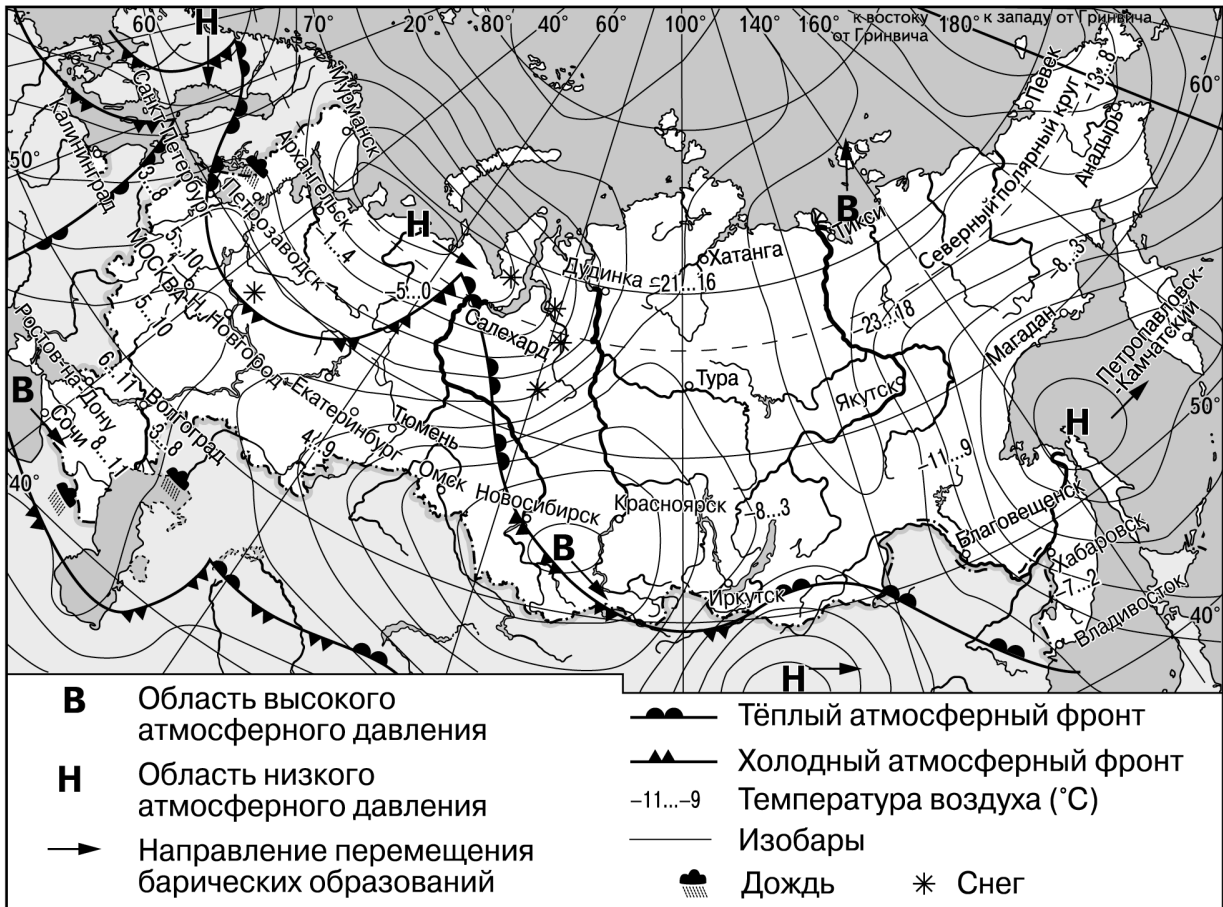 60°
Н
70°
20°
80°
40°
60°
100°
140°
160°
к востоку
от Гринвича
180°
к западу от Гринвича
60°
50°
Калининград
Санкт-Петербург
3...8
Мурманск
Архангельск
Петрозаводск
1...4
Н
-5...0
МОСКВА
5...10
5...10
Н. Новгород
Салехард
Дудинка
-21...-16
Хатанга
В
Тикси
Певек
-13...-8
Анадырь
Северный полярный круг
-8...-3
-23...-18
Магадан
Петропавловск-
Камчатский
50°
Н
Ростов-на-Дону
6...11
В
Сочи
8...11
Волгоград
3...8
40°
Екатеринбург
4...9
Тюмень
Омск
Новосибирск
Красноярск
Тура
Якутск
-11...-9
-8...-3
В
Иркутск
Благовещенск
Хабаровск
-7...-2
Владивосток
40°
Н
В
Область высокого
атмосферного давления
Н
Область низкого
атмосферного давления
Направление перемещения
барических образований
Тёплый атмосферный фронт
Холодный атмосферный фронт
-11...-9
Температура воздуха (°C)
Изобары
Дождь
Снег